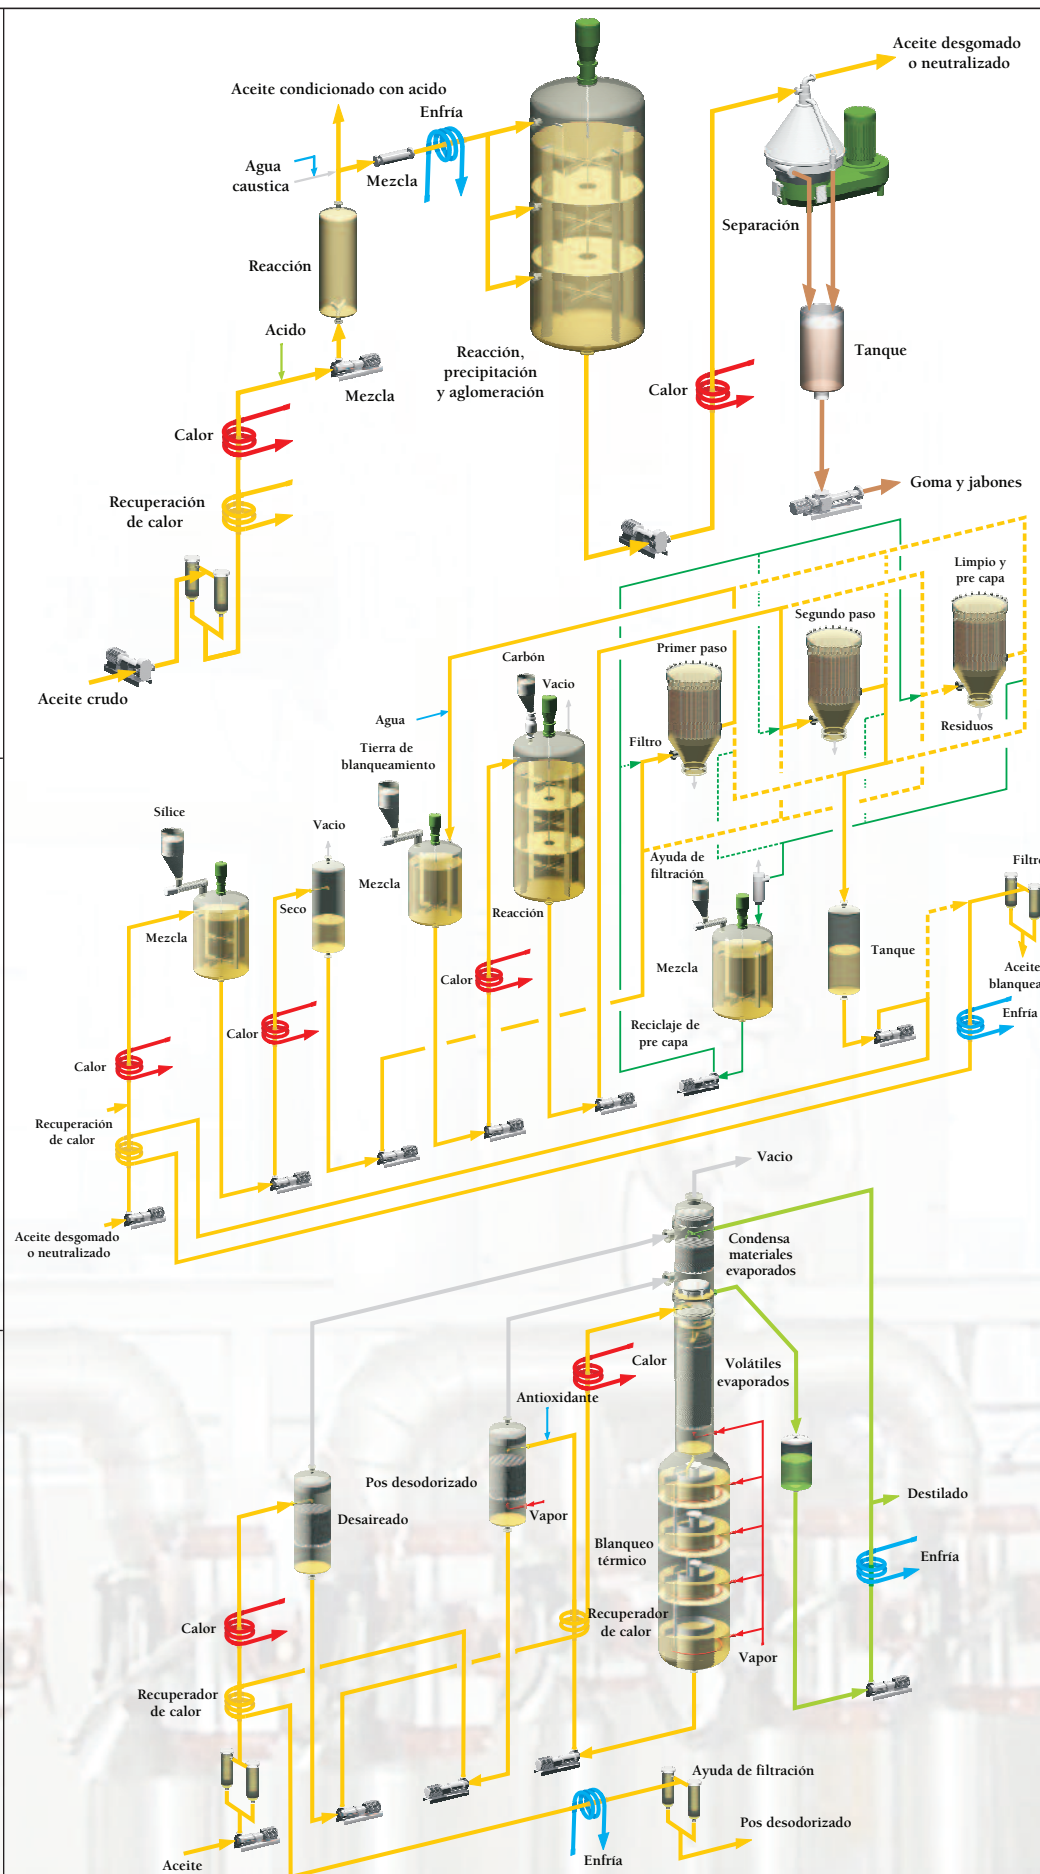 Aceite desgomado
o neutralizado
Aceite condicionado con acido
Enfría
Agua
caustica
Mezcla
Separación
Reacción
Acido
Mezcla
Reacción,
precipitación
y aglomeración
Tanque
Calor
Calor
Recuperación
de calor
Goma y jabones
Aceite crudo
Limpio y
pre capa
Segundo paso
Primer paso
Carbón
Vacio
Agua
Tierra de
blanqueamiento
Filtro
Residuos
Sílice
Vacio
Mezcla
Seco
Mezcla
Reacción
Ayuda de
filtración
Filtro
Tanque
Mezcla
Calor
Aceite
blanquea
Enfría
Calor
Reciclaje de
pre capa
Calor
Recuperación
de calor
Aceite desgomado
o neutralizado
Vacio
Condensa
materiales
evaporados
Calor
Volátiles
evaporados
Antioxidante
Pos desodorizado
Vapor
Desaireado
Destilado
Blanqueo
térmico
Enfría
Calor
Recuperador
de calor
Vapor
Recuperador
de calor
Ayuda de filtración
Pos desodorizado
Aceite
Enfría